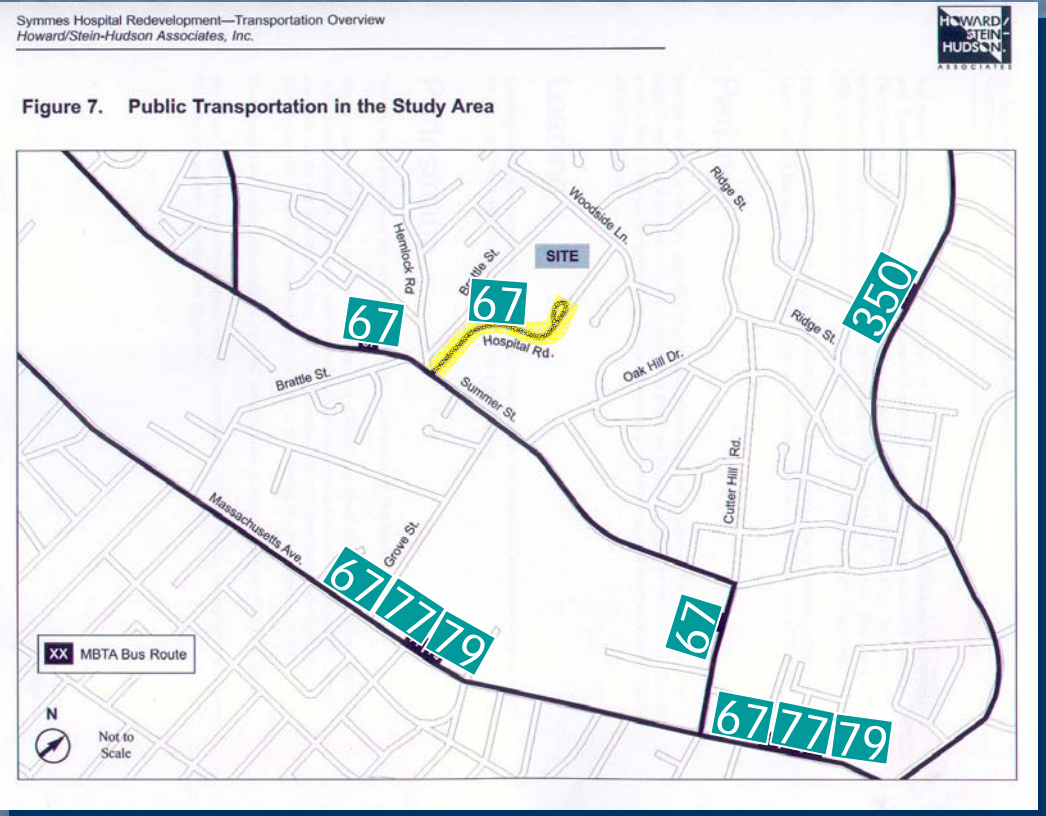 Symmes Hospital Redevelopment—Transportation Overview
Howard/Stein-Hudson Associates, Inc.
HOWARD/
STEIN-
HUDSON
ASSOCIATES
Figure 7. Public Transportation in the Study Area
Ridge St.
Woodside Ln.
Hemlock Rd
Brattle St.
SITE
350
67
67
Hospital Rd.
Ridge St.
Oak Hill Dr.
Brattle St.
Summer St.
Cutter Hill Rd.
Massachusetts Ave.
Grove St.
67 77 79
67
XX MBTA Bus Route
67 77 79
N
Not to
Scale